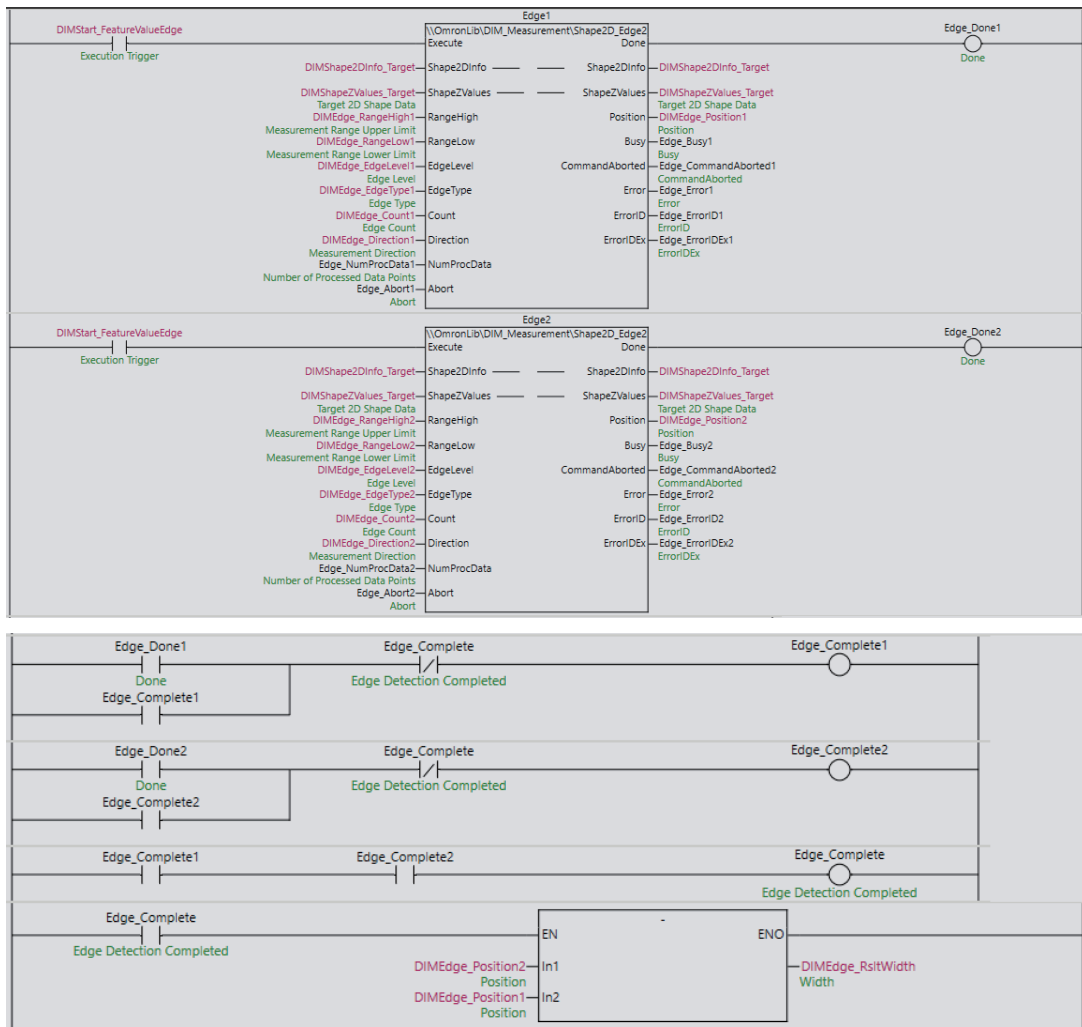 Edge1
DIMStart_FeatureValueEdge
Execution Trigger
\\OmronLib\DIM_Measurement\Shape2D_Edge2
Execute Done
Edge_Done1
Done
DIMShape2DInfo_Target Shape2DInfo Shape2DInfo DIMShape2DInfo_Target
DIMShapeZValues_Target ShapeZValues ShapeZValues DIMShapeZValues_Target
Target 2D Shape Data Target 2D Shape Data
DIMEdge_RangeHigh1 RangeHigh Position DIMEdge_Position1
Measurement Range Upper Limit Position
DIMEdge_RangeLow1 RangeLow Busy Edge_Busy1
Measurement Range Lower Limit Busy
DIMEdge_EdgeLevel1 EdgeLevel CommandAborted Edge_CommandAborted1
Edge Level CommandAborted
DIMEdge_EdgeType1 EdgeType Error Edge_Error1
Edge Type Error
DIMEdge_Count1 Count ErrorID Edge_ErrorID1
Edge Count ErrorID
DIMEdge_Direction1 Direction ErrorIDEx Edge_ErrorIDEx1
Measurement Direction ErrorIDEx
Edge_NumProcData1 NumProcData
Number of Processed Data Points
Edge_Abort1 Abort
Abort
Edge2
DIMStart_FeatureValueEdge
Execution Trigger
\\OmronLib\DIM_Measurement\Shape2D_Edge2
Execute Done
Edge_Done2
Done
DIMShape2DInfo_Target Shape2DInfo Shape2DInfo DIMShape2DInfo_Target
DIMShapeZValues_Target ShapeZValues ShapeZValues DIMShapeZValues_Target
Target 2D Shape Data Target 2D Shape Data
DIMEdge_RangeHigh2 RangeHigh Position DIMEdge_Position2
Measurement Range Upper Limit Position
DIMEdge_RangeLow2 RangeLow Busy Edge_Busy2
Measurement Range Lower Limit Busy
DIMEdge_EdgeLevel2 EdgeLevel CommandAborted Edge_CommandAborted2
Edge Level CommandAborted
DIMEdge_EdgeType2 EdgeType Error Edge_Error2
Edge Type Error
DIMEdge_Count2 Count ErrorID Edge_ErrorID2
Edge Count ErrorID
DIMEdge_Direction2 Direction ErrorIDEx Edge_ErrorIDEx2
Measurement Direction ErrorIDEx
Edge_NumProcData2 NumProcData
Number of Processed Data Points
Edge_Abort2 Abort
Abort
Edge_Done1 Edge_Complete Edge_Complete1
Done Edge Detection Completed
Edge_Complete1
Edge_Done2 Edge_Complete Edge_Complete2
Done Edge Detection Completed
Edge_Complete2
Edge_Complete1 Edge_Complete2 Edge_Complete
Edge Detection Completed
Edge_Complete -
Edge Detection Completed
EN ENO
DIMEdge_Position2 In1 DIMEdge_RsltWidth
Position Width
DIMEdge_Position1 In2
Position